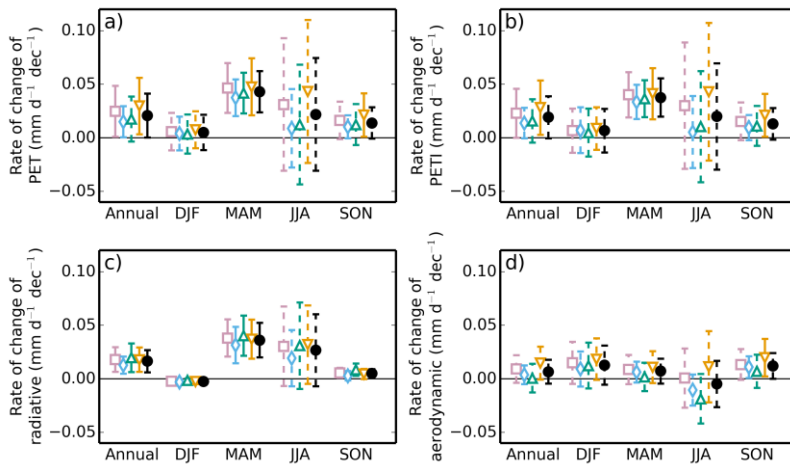 a)
Rate of change of
PET (mm d⁻¹ dec⁻¹)
0.10
0.05
0.00
−0.05
Annual DJF MAM JJA SON
b)
Rate of change of
PETI (mm d⁻¹ dec⁻¹)
0.10
0.05
0.00
−0.05
Annual DJF MAM JJA SON
c)
Rate of change of
radiative (mm d⁻¹ dec⁻¹)
0.10
0.05
0.00
−0.05
Annual DJF MAM JJA SON
d)
Rate of change of
aerodynamic (mm d⁻¹ dec⁻¹)
0.10
0.05
0.00
−0.05
Annual DJF MAM JJA SON